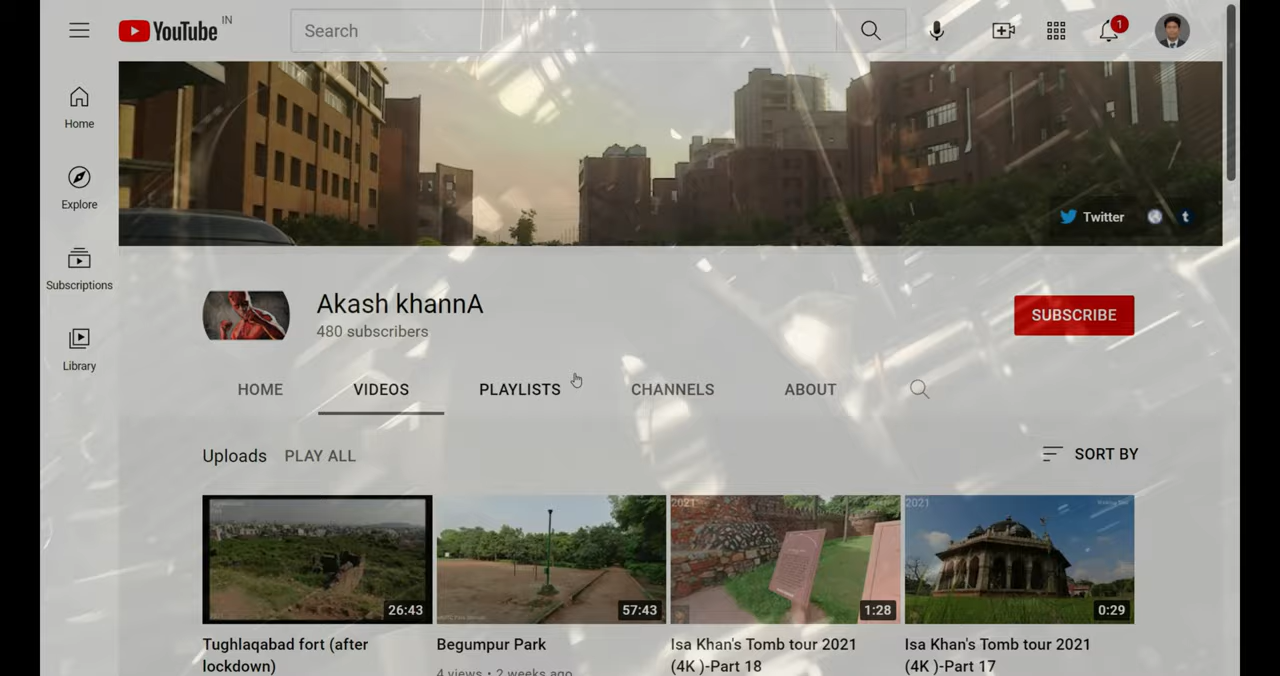 YouTube IN
Search
1
Home
Explore
Subscriptions
Library
Twitter
t
Akash khannA
480 subscribers
SUBSCRIBE
HOME VIDEOS PLAYLISTS CHANNELS ABOUT
Uploads PLAY ALL
SORT BY
2021 2021
26:43 57:43 1:28 0:29
Tughlaqabad fort (after Begumpur Park Isa Khan's Tomb tour 2021 Isa Khan's Tomb tour 2021
lockdown) 4 views • 2 weeks ago (4K )-Part 18 (4K )-Part 17